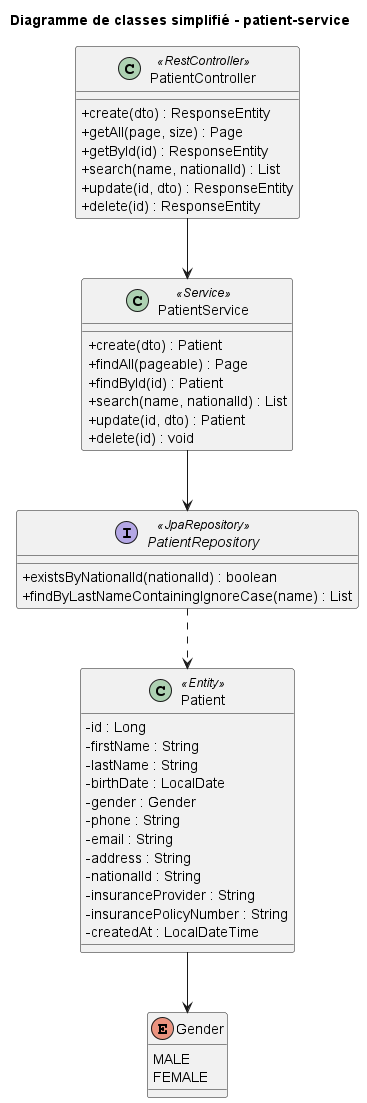 Diagramme de classes simplifié - patient-service
C
«RestController»
PatientController
+create(dto) : ResponseEntity
+getAll(page, size) : Page
+getById(id) : ResponseEntity
+search(name, nationalId) : List
+update(id, dto) : ResponseEntity
+delete(id) : ResponseEntity
C
«Service»
PatientService
+create(dto) : Patient
+findAll(pageable) : Page
+findById(id) : Patient
+search(name, nationalId) : List
+update(id, dto) : Patient
+delete(id) : void
I
«JpaRepository»
PatientRepository
+existsByNationalId(nationalId) : boolean
+findByLastNameContainingIgnoreCase(name) : List
C
«Entity»
Patient
-id : Long
-firstName : String
-lastName : String
-birthDate : LocalDate
-gender : Gender
-phone : String
-email : String
-address : String
-nationalId : String
-insuranceProvider : String
-insurancePolicyNumber : String
-createdAt : LocalDateTime
E Gender
MALE
FEMALE